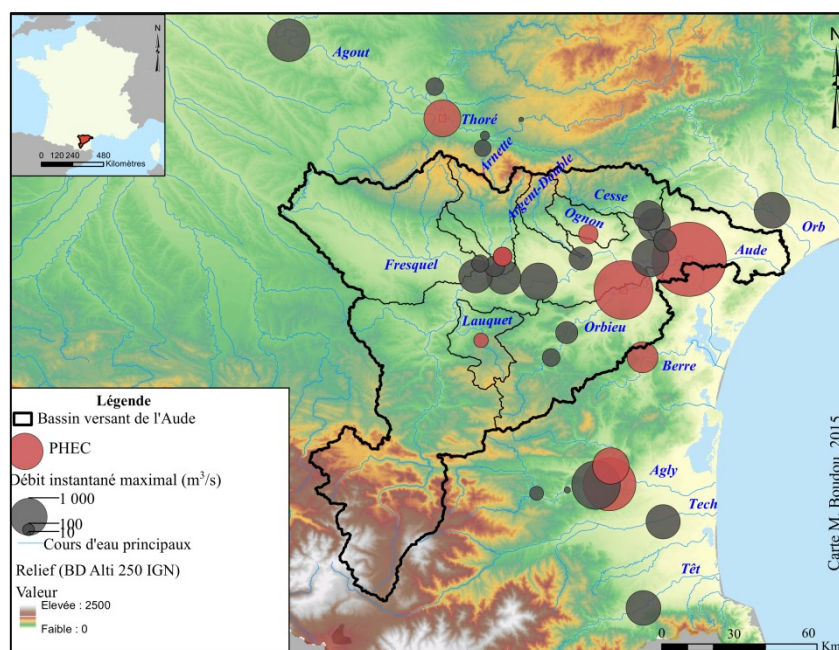 N
0 120 240 480
Kilomètres
N
Agout
Thoré
Arnette
Argent-Double
Cesse
Ognon
Orb
Aude
Fresquel
Lauquet
Orbieu
Berre
Agly
Tech
Têt
Légende
Bassin versant de l'Aude
PHEC
Débit instantané maximal (m³/s)
1 000
100
10
Cours d'eau principaux
Relief (BD Alti 250 IGN)
Valeur
Elevée : 2500
Faible : 0
0 30 60
Km
Carte M. Boudou, 2015